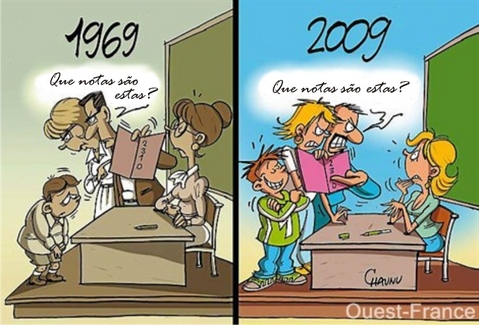 1969
Que notas são
estas?
2009
Que notas são estas?
CHAUNU
Ouest-France